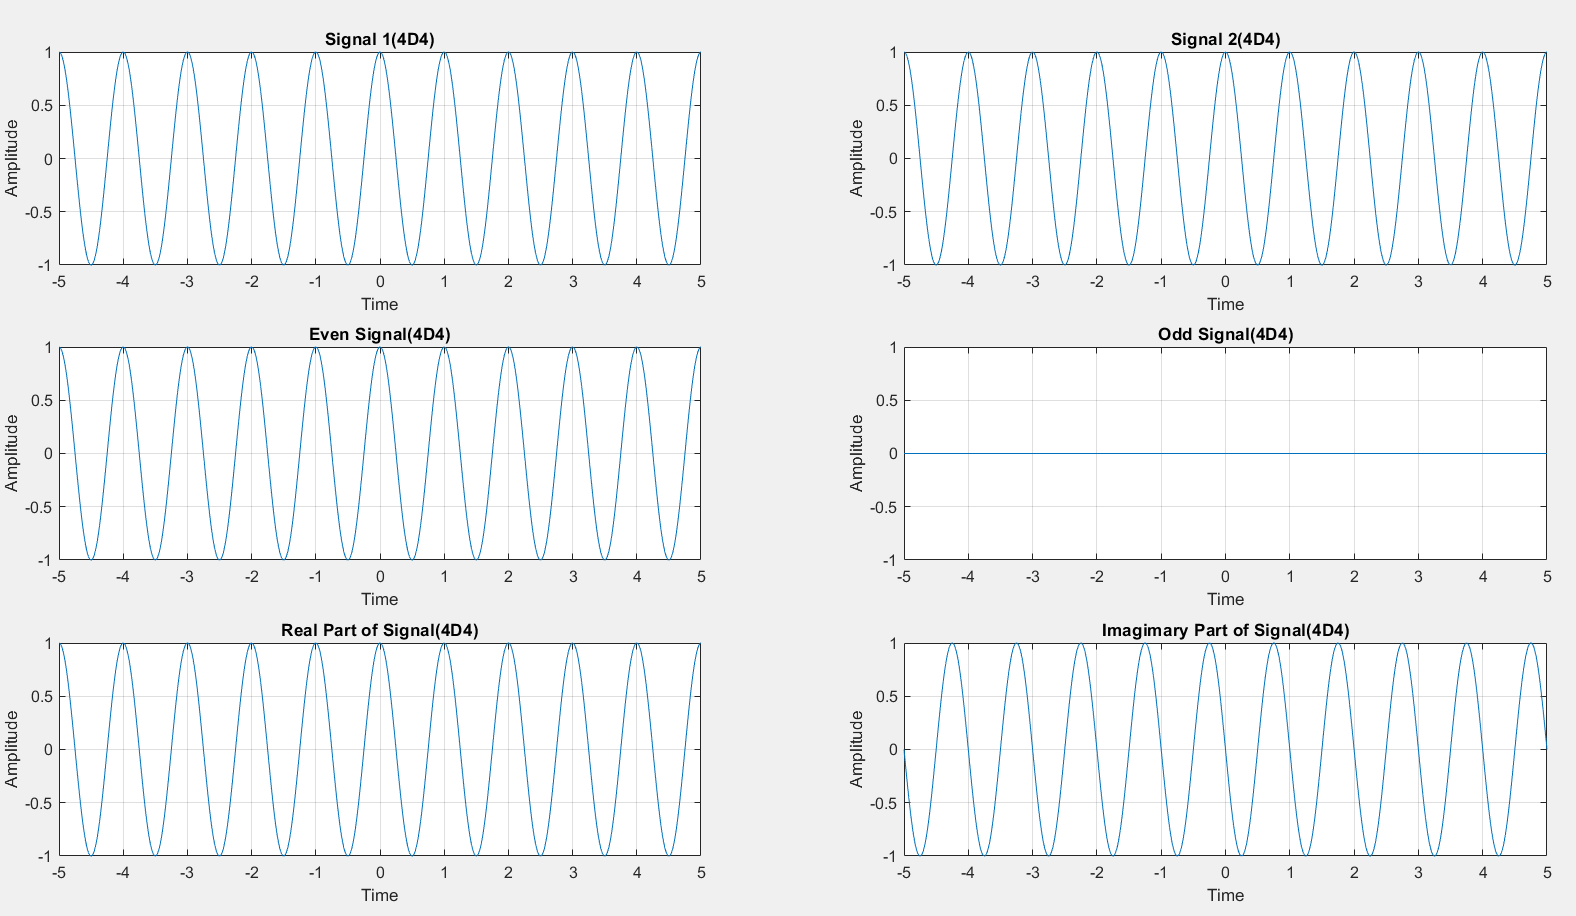 Signal 1(4D4)
1
0.5
0
-0.5
-1
Amplitude
-5 -4 -3 -2 -1 0 1 2 3 4 5
Time
Signal 2(4D4)
1
0.5
0
-0.5
-1
Amplitude
-5 -4 -3 -2 -1 0 1 2 3 4 5
Time
Even Signal(4D4)
1
0.5
0
-0.5
-1
Amplitude
-5 -4 -3 -2 -1 0 1 2 3 4 5
Time
Odd Signal(4D4)
1
0.5
0
-0.5
-1
Amplitude
-5 -4 -3 -2 -1 0 1 2 3 4 5
Time
Real Part of Signal(4D4)
1
0.5
0
-0.5
-1
Amplitude
-5 -4 -3 -2 -1 0 1 2 3 4 5
Time
Imagimary Part of Signal(4D4)
1
0.5
0
-0.5
-1
Amplitude
-5 -4 -3 -2 -1 0 1 2 3 4 5
Time